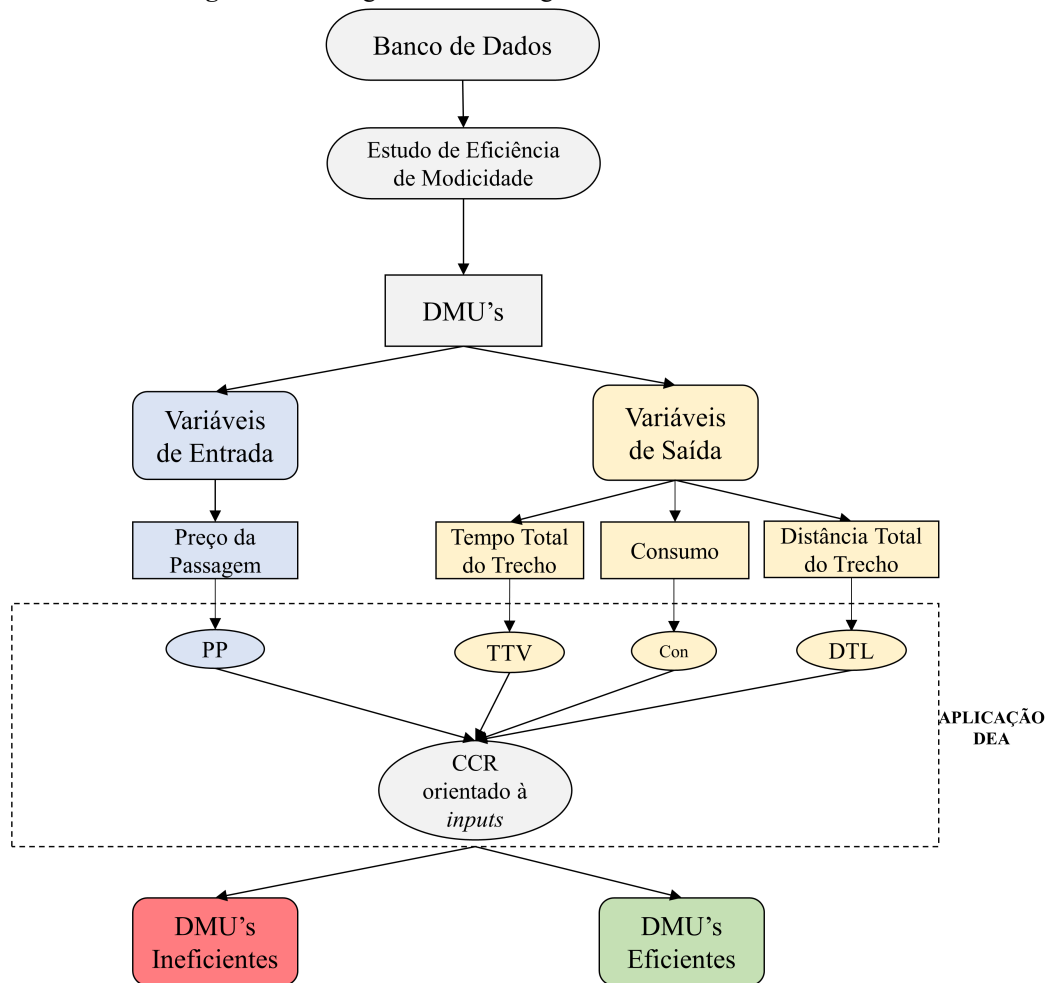 Banco de Dados
Estudo de Eficiência
de Modicidade
DMU's
Variáveis
de Entrada
Variáveis
de Saída
Preço da
Passagem
Tempo Total
do Trecho
Consumo
Distância Total
do Trecho
PP
TTV
Con
DTL
APLICAÇÃO
DEA
CCR
orientado à
inputs
DMU's
Ineficientes
DMU's
Eficientes